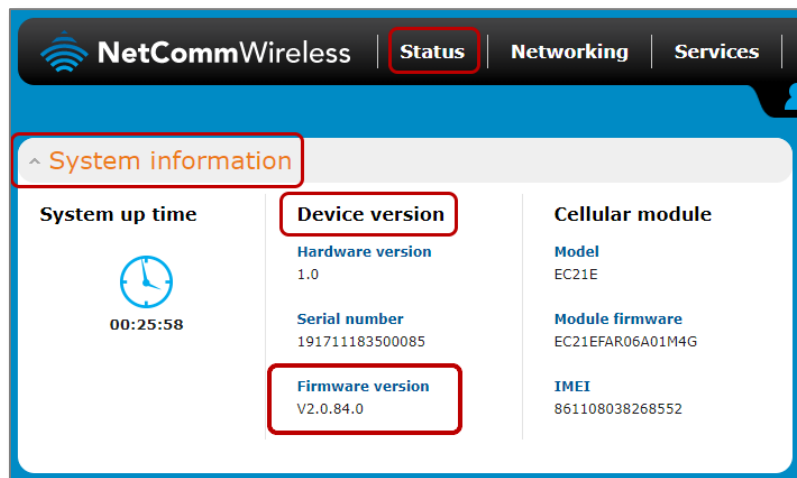 NetCommWireless Status Networking Services
System information
System up time
00:25:58
Device version
Hardware version
1.0
Serial number
191711183500085
Firmware version
V2.0.84.0
Cellular module
Model
EC21E
Module firmware
EC21EFAR06A01M4G
IMEI
861108038268552